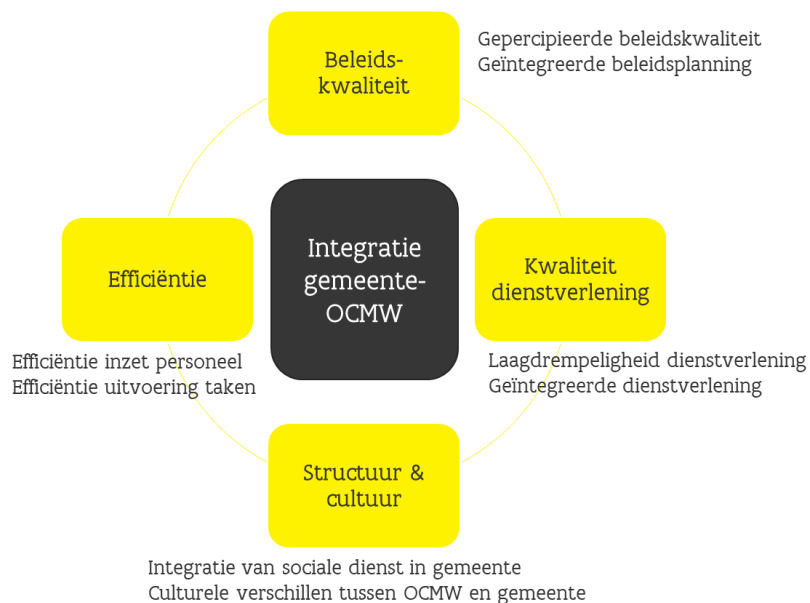 Beleids-
kwaliteit
Gepercipieerde beleidskwaliteit
Geïntegreerde beleidsplanning
Integratie
gemeente-
OCMW
Efficiëntie
Kwaliteit
dienstverlening
Efficiëntie inzet personeel
Efficiëntie uitvoering taken
Laagdrempeligheid dienstverlening
Geïntegreerde dienstverlening
Structuur &
cultuur
Integratie van sociale dienst in gemeente
Culturele verschillen tussen OCMW en gemeente